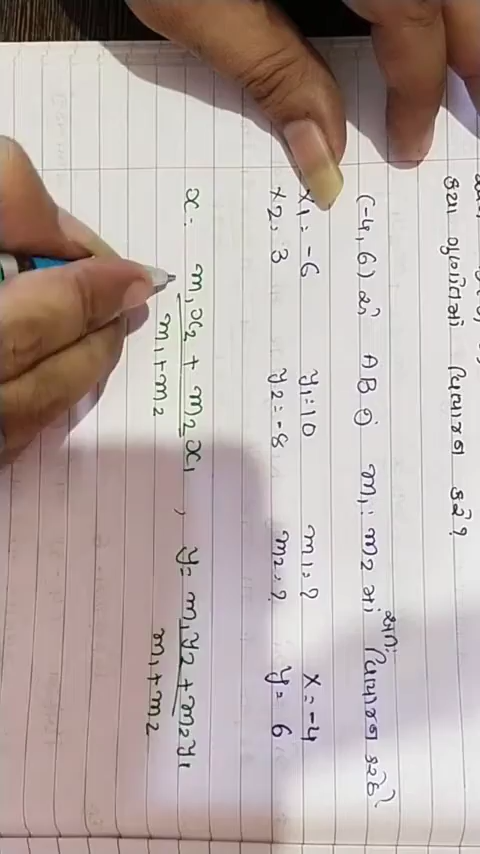 કયા ગુણોત્તરમાં વિભાજન કરે?
(-4, 6) એ AB નું m₁ : m₂ માં અંતઃ વિભાજન કરે છે
x₁ = -6 y₁ = 10 m₁ = ? x = -4
x₂ = 3 y₂ = -8 m₂ = ? y = 6
x = m₁x₂ + m₂x₁ / m₁ + m₂ , y = m₁y₂ + m₂y₁ / m₁ + m₂